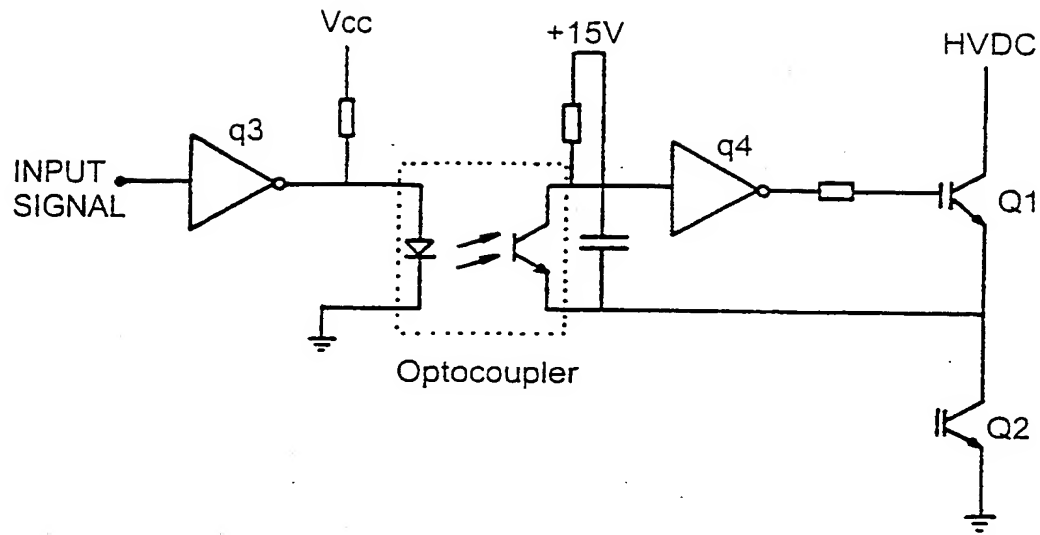 Vcc
+15V
HVDC
q3
q4
INPUT
SIGNAL
Q1
Optocoupler
Q2